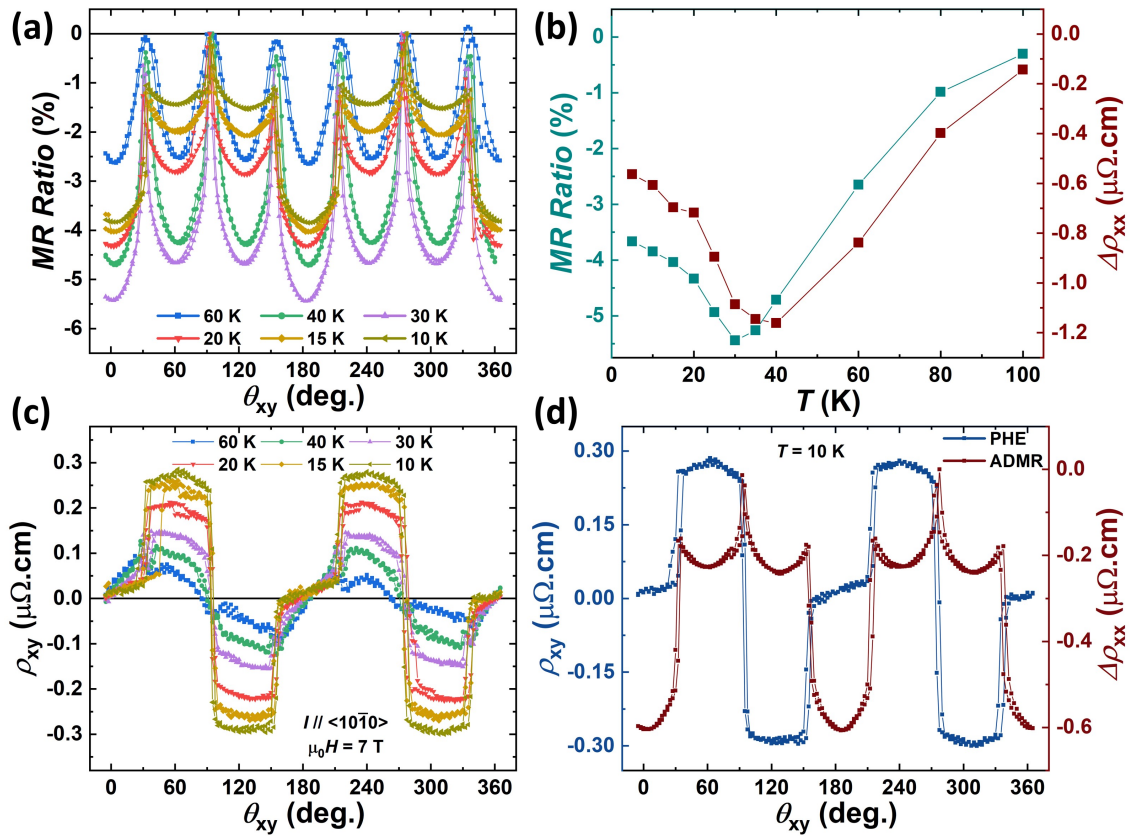 (a)
MR Ratio (%)
0
-1
-2
-3
-4
-5
-6
60 K 40 K 30 K
20 K 15 K 10 K
0 60 120 180 240 300 360
θxy (deg.)
(b)
MR Ratio (%)
0
-1
-2
-3
-4
-5
0.0
-0.2
-0.4
-0.6
-0.8
-1.0
-1.2
Δρxx (μΩ.cm)
0 20 40 60 80 100
T (K)
(c)
ρxy (μΩ.cm)
60 K 40 K 30 K
20 K 15 K 10 K
0.3
0.2
0.1
0.0
-0.1
-0.2
-0.3
I // <101̅0>
μ0H = 7 T
0 60 120 180 240 300 360
θxy (deg.)
(d)
ρxy (μΩ.cm)
T = 10 K
PHE
ADMR
0.30
0.15
0.00
-0.15
-0.30
0.0
-0.2
-0.4
-0.6
Δρxx (μΩ.cm)
0 60 120 180 240 300 360
θxy (deg.)